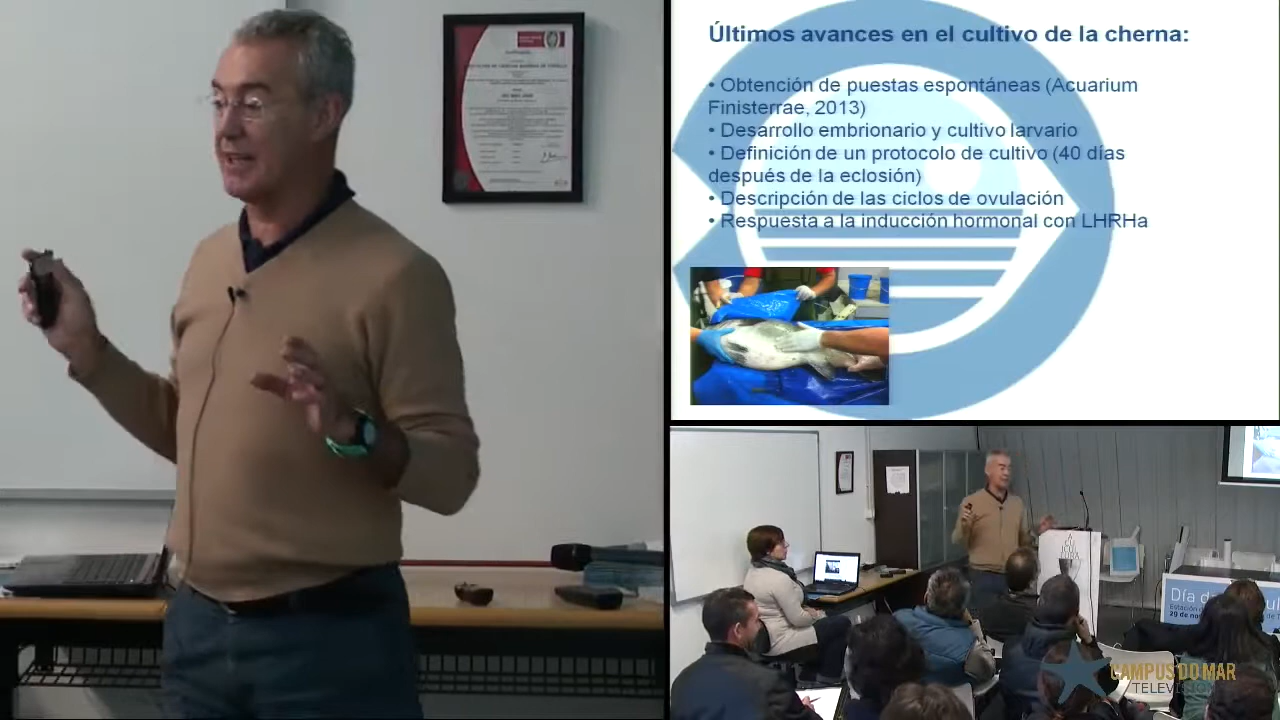 Últimos avances en el cultivo de la cherna:
• Obtención de puestas espontáneas (Acuarium
Finisterrae, 2013)
• Desarrollo embrionario y cultivo larvario
• Definición de un protocolo de cultivo (40 días
después de la eclosión)
• Descripción de las ciclos de ovulación
• Respuesta a la inducción hormonal con LHRHa
Día d
CAMPUS DO MAR
TELEVISIÓN